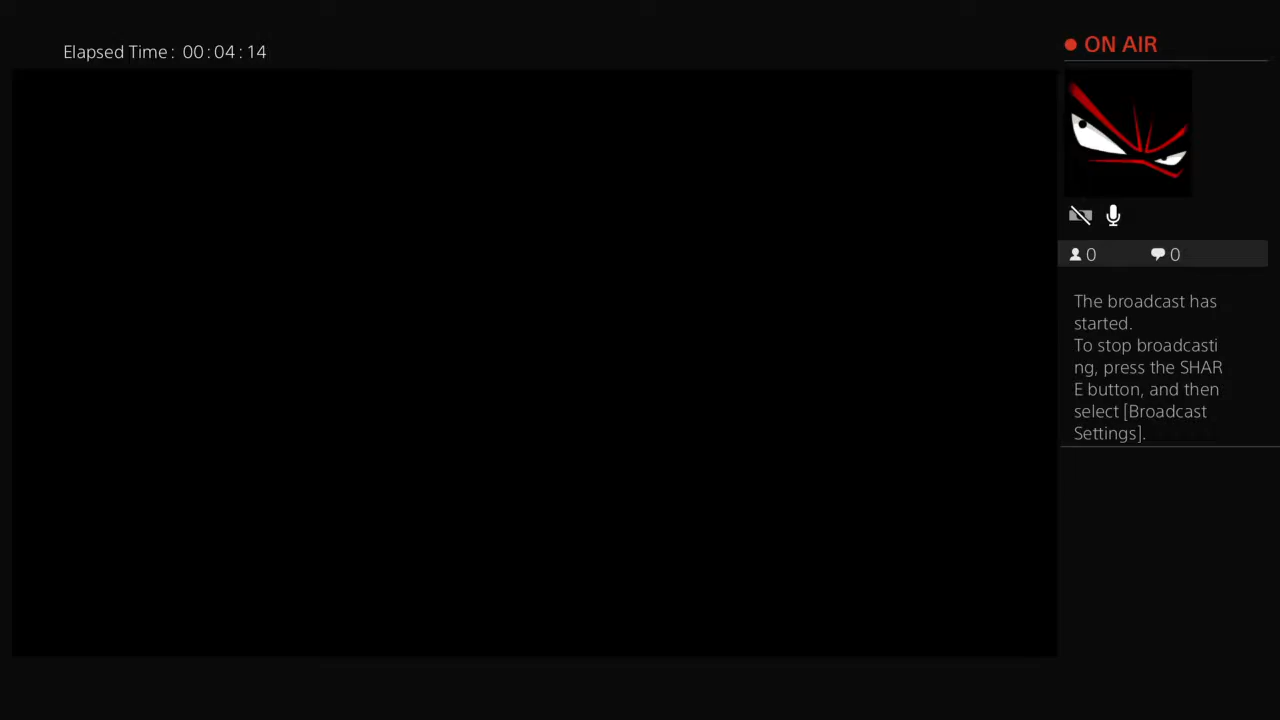 Elapsed Time: 00:04:14
ON AIR
0 0
The broadcast has
started.
To stop broadcasti
ng, press the SHAR
E button, and then
select [Broadcast
Settings].